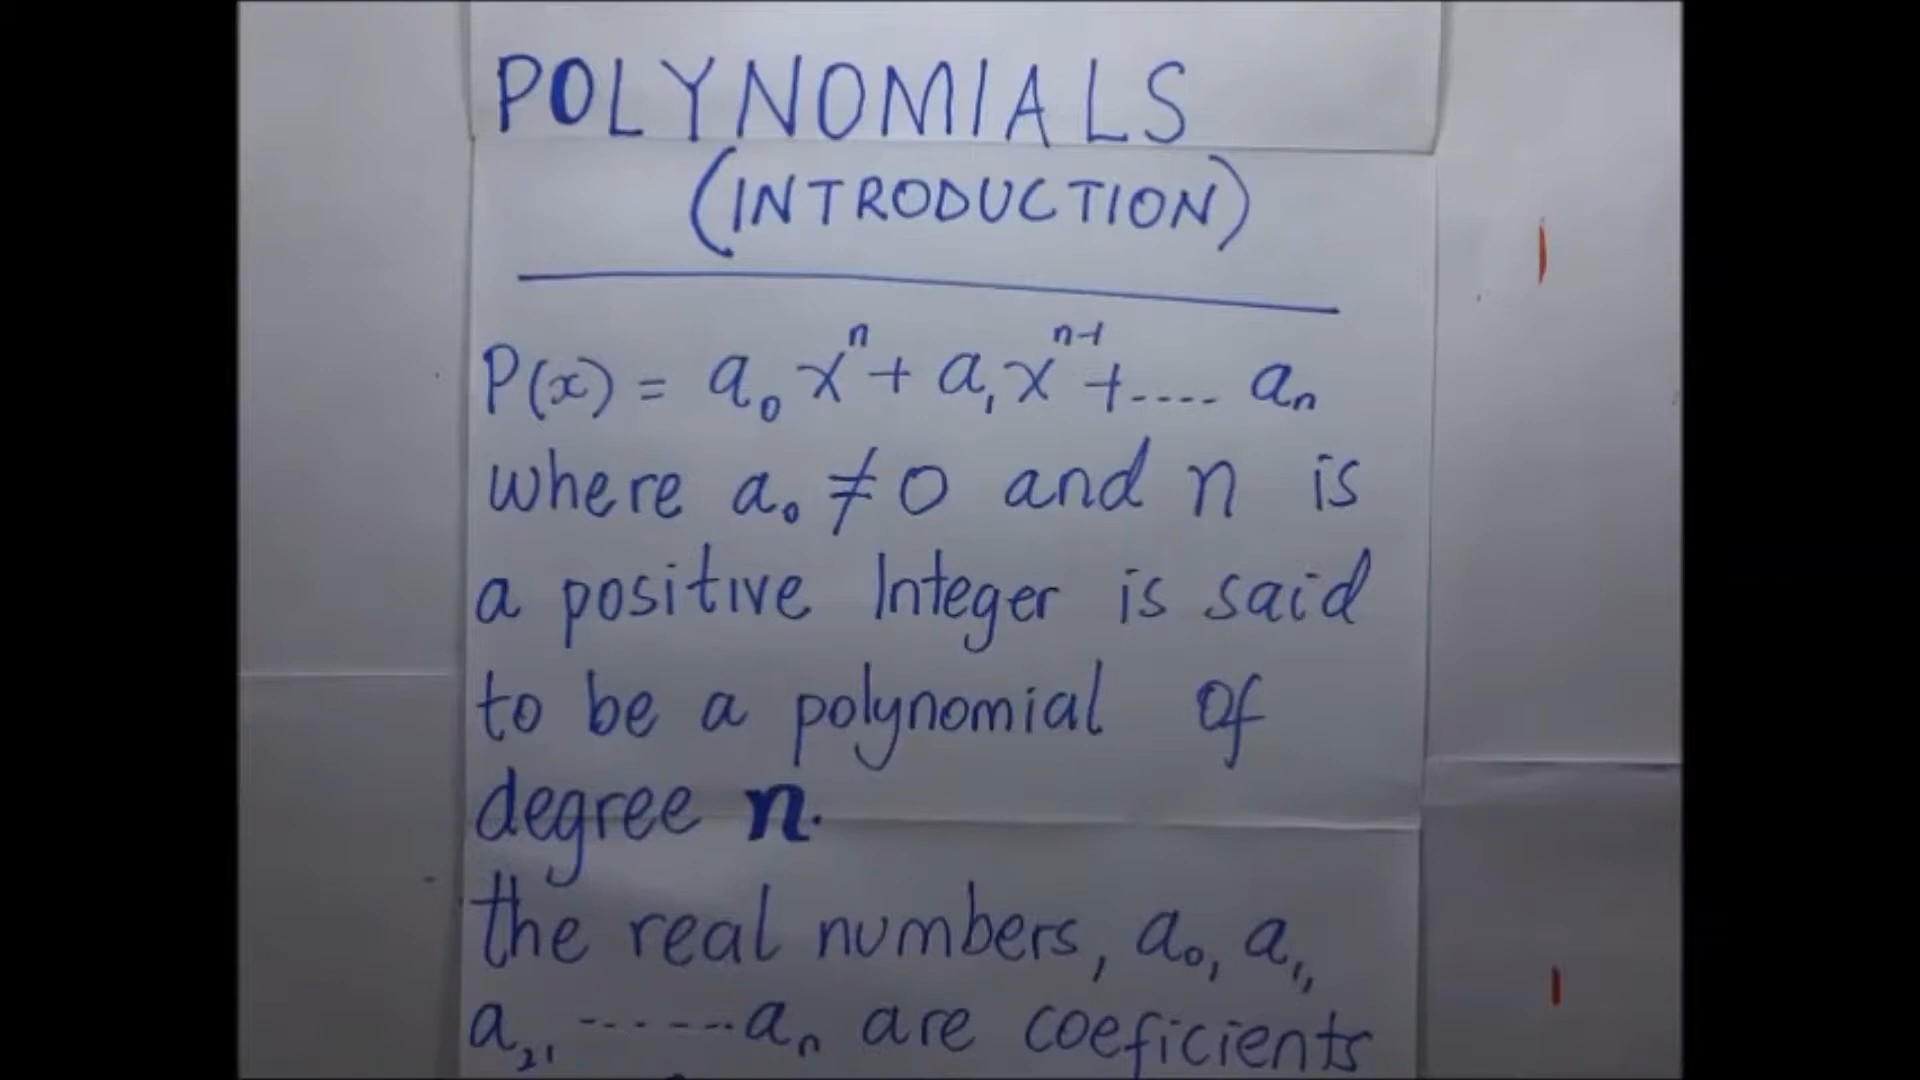 POLYNOMIALS
(INTRODUCTION)
P(x) = a₀xⁿ + a₁xⁿ⁻¹ +.... aₙ
where a₀ ≠ 0 and n is
a positive Integer is said
to be a polynomial of
degree n.
the real numbers, a₀, a₁,
a₂, ------aₙ are coeficients